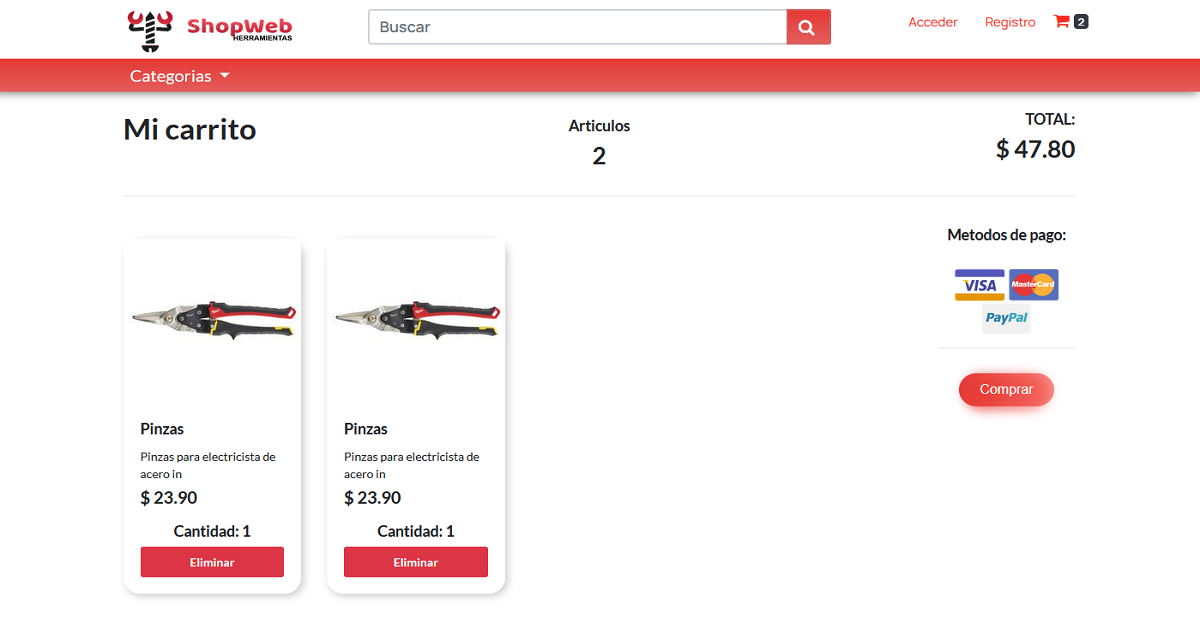 ShopWeb
HERRAMIENTAS
Buscar
Acceder
Registro
2
Categorias
Mi carrito
Articulos
2
TOTAL:
$ 47.80
Metodos de pago:
VISA
MasterCard
PayPal
Comprar
Pinzas
Pinzas para electricista de
acero in
$ 23.90
Cantidad: 1
Eliminar
Pinzas
Pinzas para electricista de
acero in
$ 23.90
Cantidad: 1
Eliminar